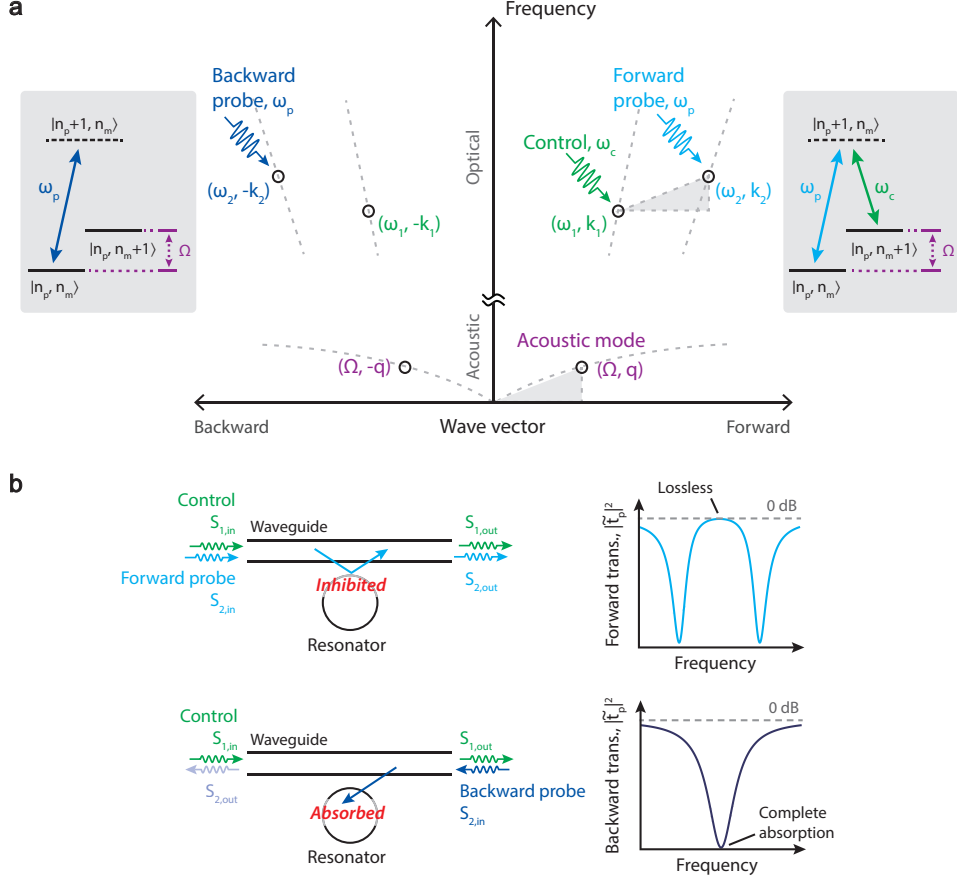 a
Frequency
Backward
probe, ωp
Forward
probe, ωp
Control, ωc
Optical
|np+1, nm⟩
ωp
|np, nm+1⟩
Ω
|np, nm⟩
(ω2, -k2)
(ω1, -k1)
(ω1, k1)
(ω2, k2)
|np+1, nm⟩
ωp
ωc
|np, nm+1⟩
Ω
|np, nm⟩
Acoustic
Acoustic mode
(Ω, -q)
(Ω, q)
Backward
Wave vector
Forward
b
Control
S1,in
Waveguide
S1,out
Forward probe
S2,in
Inhibited
S2,out
Resonator
Lossless
0 dB
Forward trans., |t̃p|²
Frequency
Control
S1,in
Waveguide
S1,out
S2,out
Absorbed
Backward probe
S2,in
Resonator
0 dB
Backward trans., |t̃p|²
Complete
absorption
Frequency